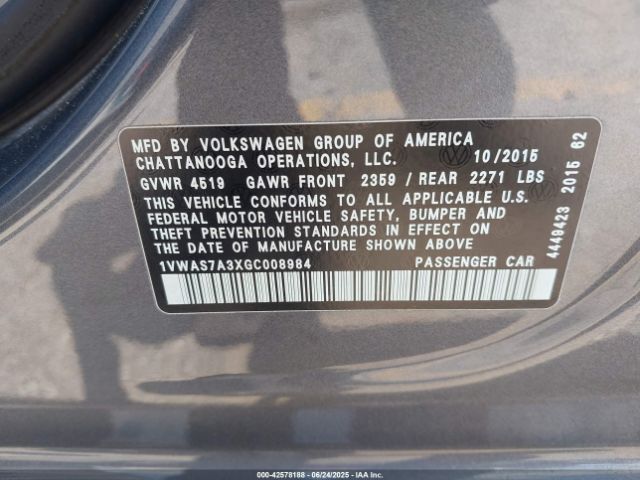 MFD BY VOLKSWAGEN GROUP OF AMERICA
CHATTANOOGA OPERATIONS, LLC. 10/2015
GVWR 4519 GAWR FRONT 2359 / REAR 2271 LBS
THIS VEHICLE CONFORMS TO ALL APPLICABLE U.S.
FEDERAL MOTOR VEHICLE SAFETY, BUMPER AND
THEFT PREVENTION STANDARDS IN EFFECT ON
THE DATE OF MANUFACTURE SHOWN ABOVE
1VWAS7A3XGC008984 PASSENGER CAR
4449423 2015 62
000-42578188 - 06/24/2025 - IAAI.com